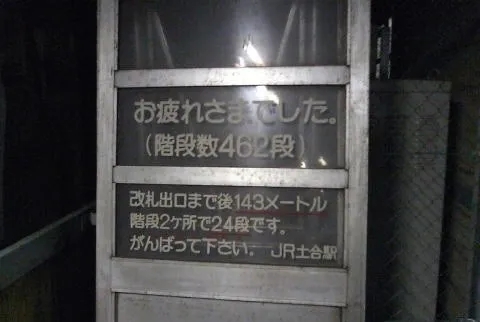 お疲れさまでした。
(階段数462段)
改札出口まで後143メートル
階段2ケ所で24段です。
がんばって下さい。 JR土合駅